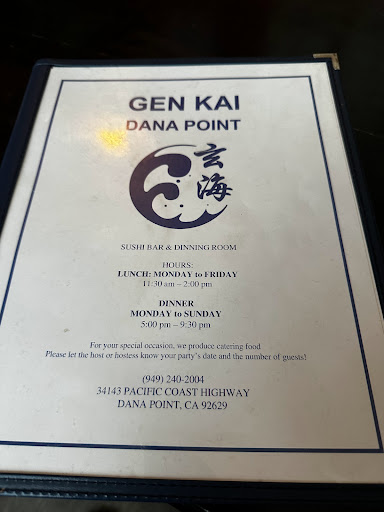 GEN KAI
DANA POINT
玄海
SUSHI BAR & DINNING ROOM
HOURS:
LUNCH: MONDAY to FRIDAY
11:30 am – 2:00 pm
DINNER
MONDAY to SUNDAY
5:00 pm – 9:30 pm
For your special occasion, we produce catering food
Please let the host or hostess know your party's date and the number of guests!
(949) 240-2004
34143 PACIFIC COAST HIGHWAY
DANA POINT, CA 92629